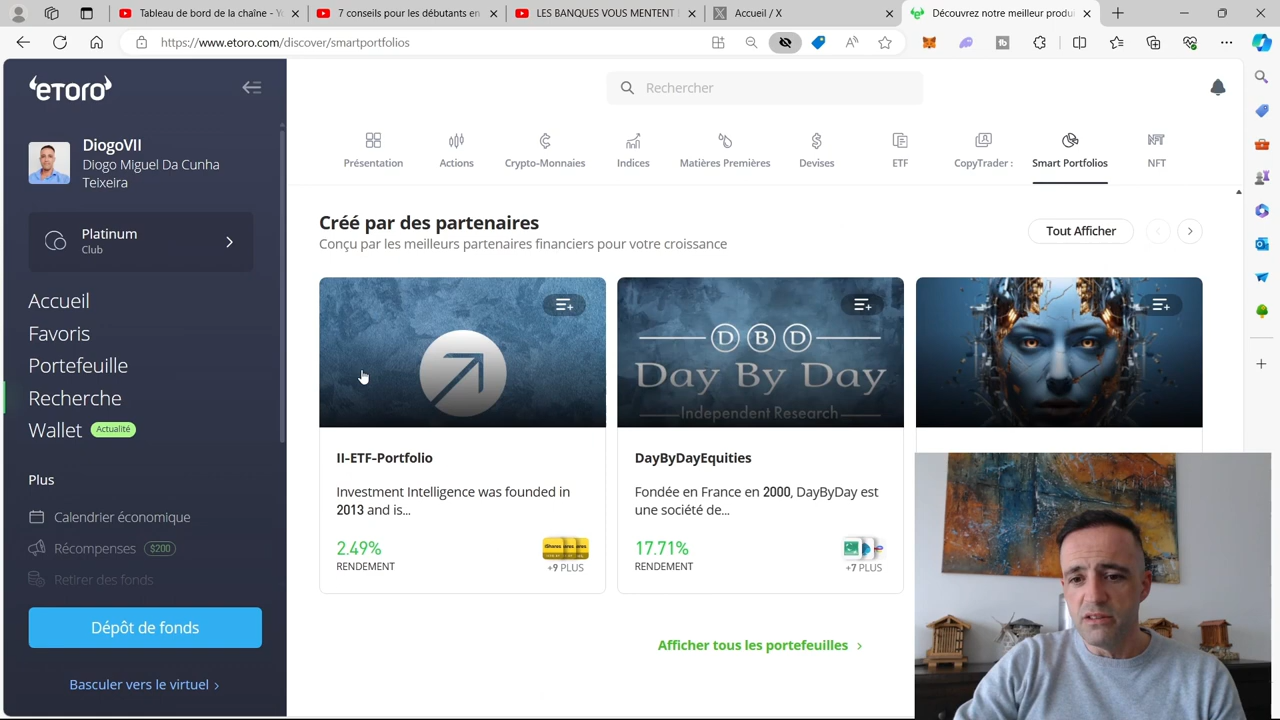 Tableau de bord de la chaîne - Y
7 conseils pour les débutants en
LES BANQUES VOUS MENTENT
Accueil / X
Découvrez notre meilleur produ
https://www.etoro.com/discover/smartportfolios
eToro
Rechercher
DiogoVII
Diogo Miguel Da Cunha
Teixeira
Platinum
Club
Accueil
Favoris
Portefeuille
Recherche
Wallet Actualité
Plus
Calendrier économique
Récompenses $200
Retirer des fonds
Dépôt de fonds
Basculer vers le virtuel ›
Présentation Actions Crypto-Monnaies Indices Matières Premières Devises ETF CopyTrader : Smart Portfolios NFT
Créé par des partenaires
Conçu par les meilleurs partenaires financiers pour votre croissance
Tout Afficher
II-ETF-Portfolio
Investment Intelligence was founded in
2013 and is...
2.49%
RENDEMENT
+9 PLUS
D B D
Day By Day
Independent Research
DayByDayEquities
Fondée en France en 2000, DayByDay est
une société de...
17.71%
RENDEMENT
+7 PLUS
Afficher tous les portefeuilles ›